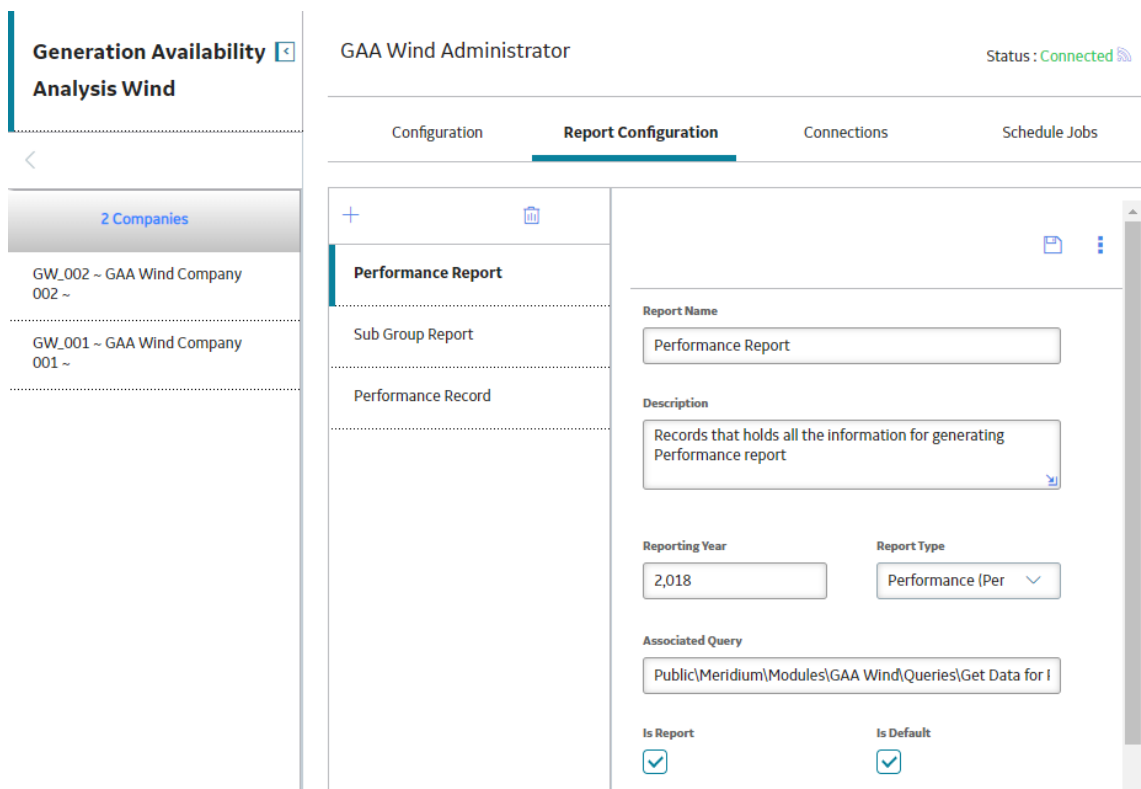 Generation Availability
Analysis Wind
2 Companies
GW_002 ~ GAA Wind Company
002 ~
GW_001 ~ GAA Wind Company
001 ~
GAA Wind Administrator
Status : Connected
Configuration
Report Configuration
Connections
Schedule Jobs
Performance Report
Sub Group Report
Performance Record
Report Name
Performance Report
Description
Records that holds all the information for generating
Performance report
Reporting Year
Report Type
2,018
Performance (Per
Associated Query
Public\Meridium\Modules\GAA Wind\Queries\Get Data for
Is Report
Is Default